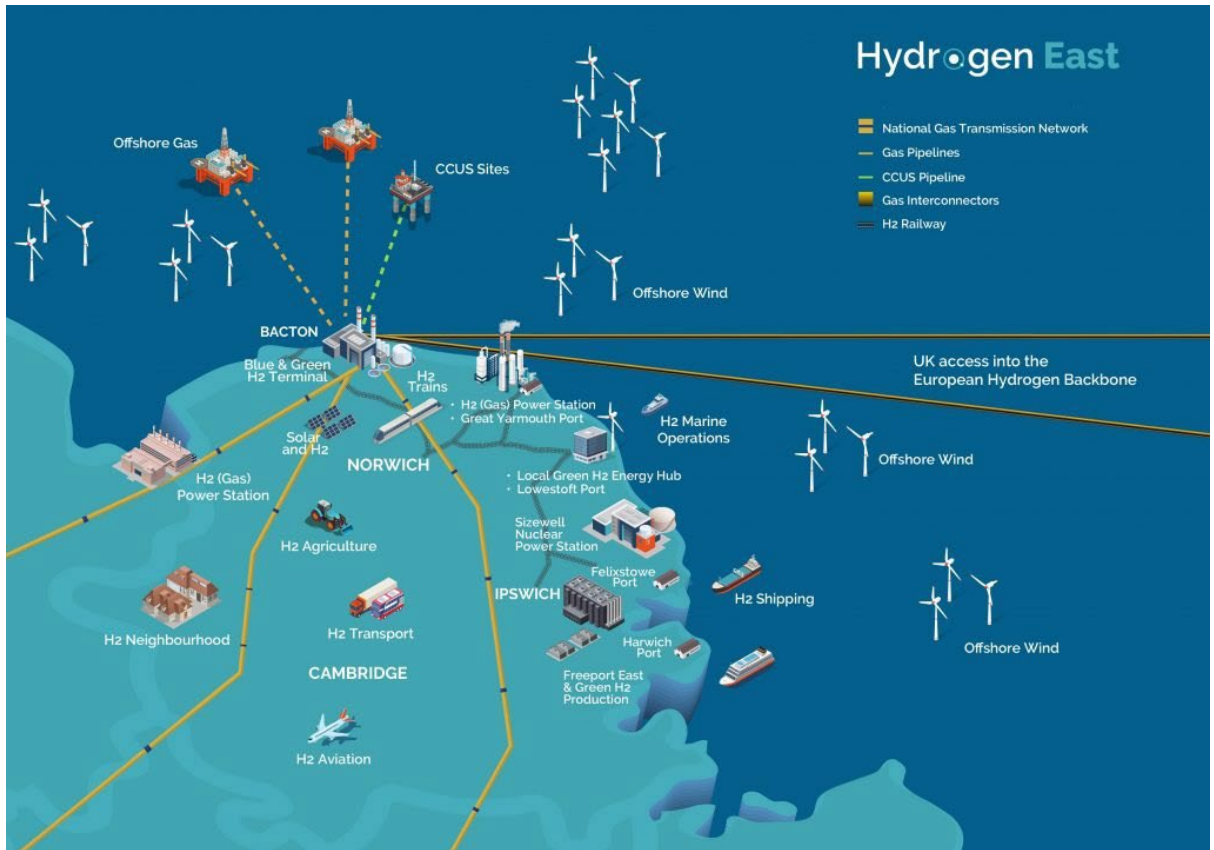 Hydrogen East
National Gas Transmission Network
Gas Pipelines
CCUS Pipeline
Gas Interconnectors
H2 Railway
Offshore Gas
CCUS Sites
Offshore Wind
BACTON
Blue & Green
H2 Terminal
H2
Trains
UK access into the
European Hydrogen Backbone
• H2 (Gas) Power Station
• Great Yarmouth Port
H2 Marine
Operations
Solar
and H2
NORWICH
Offshore Wind
H2 (Gas)
Power Station
• Local Green H2 Energy Hub
• Lowestoft Port
H2 Agriculture
Sizewell
Nuclear
Power Station
Felixstowe
Port
IPSWICH
H2 Shipping
H2 Neighbourhood
H2 Transport
Harwich
Port
Offshore Wind
CAMBRIDGE
Freeport East
& Green H2
Production
H2 Aviation